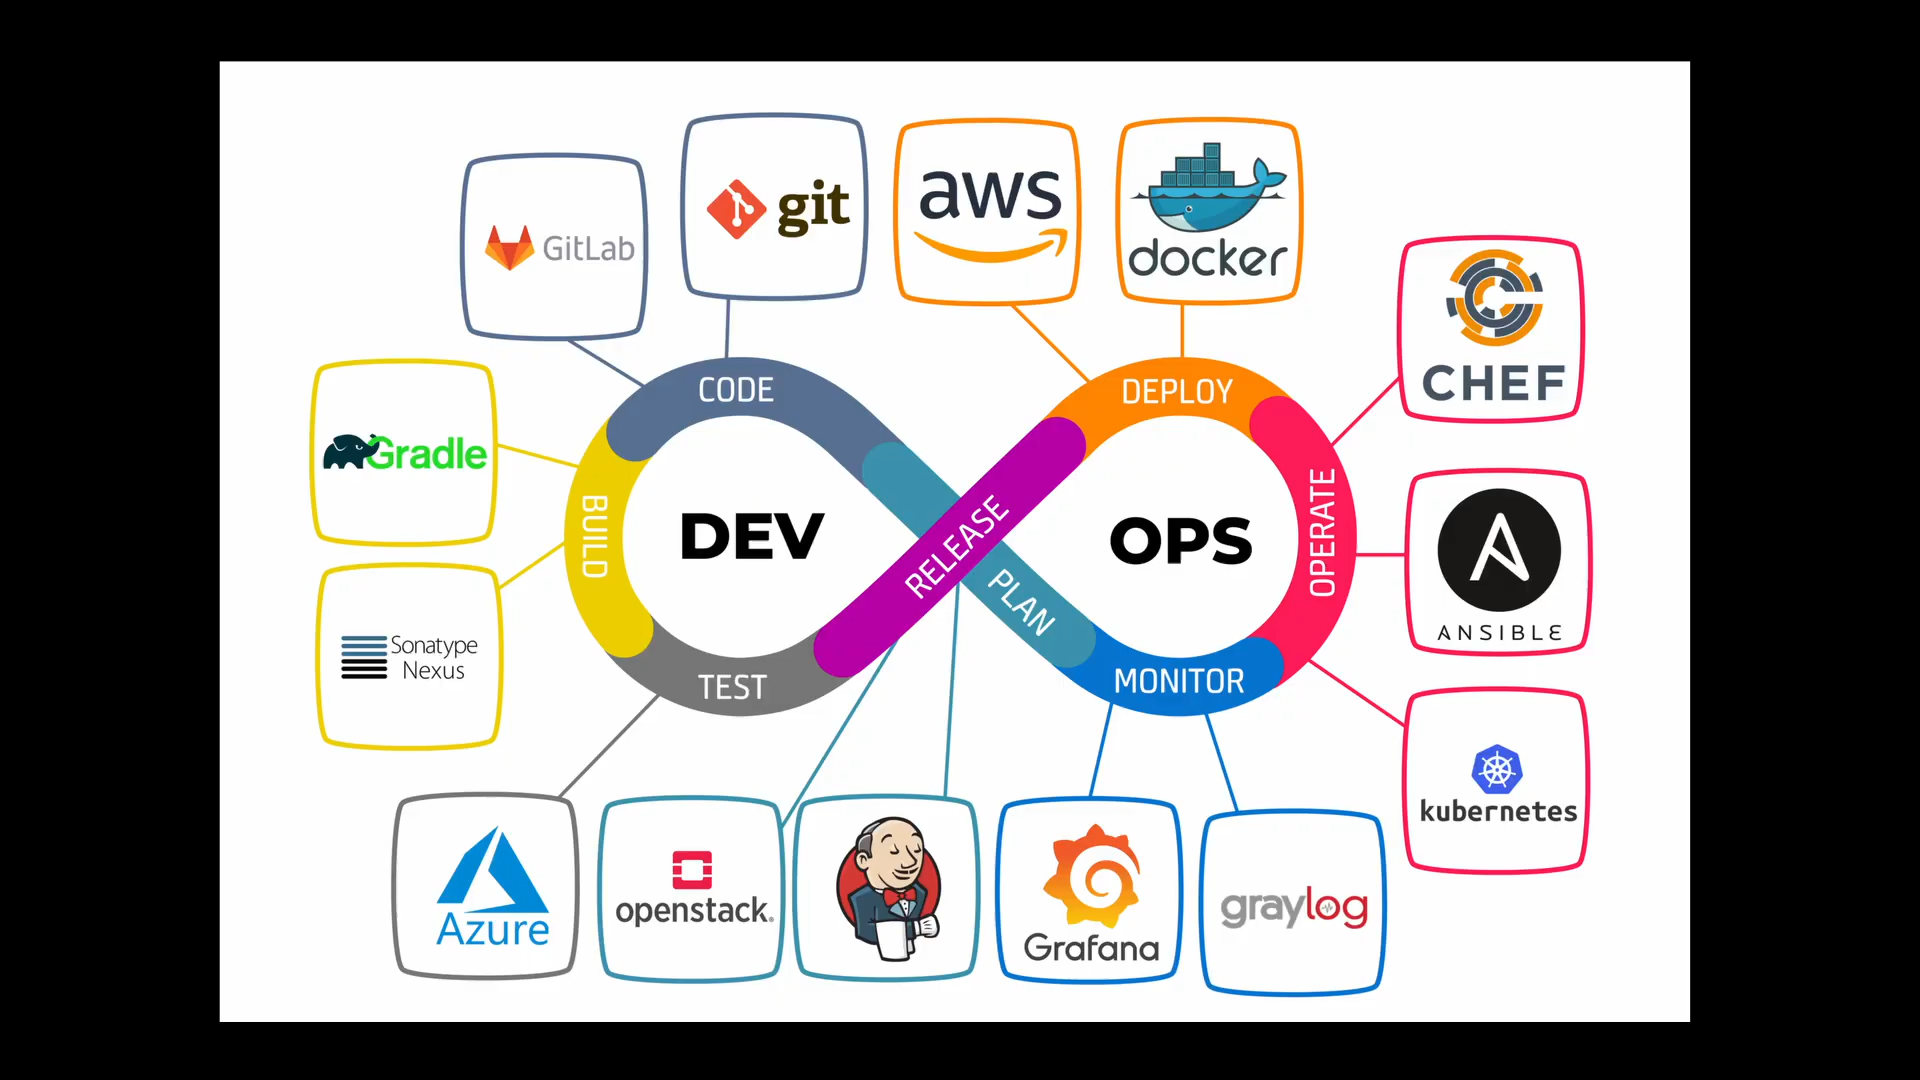 GitLab
git
aws
docker
CHEF
Gradle
CODE
DEPLOY
BUILD
DEV
RELEASE
PLAN
OPS
OPERATE
ANSIBLE
Sonatype
Nexus
TEST
MONITOR
kubernetes
Azure
openstack.
Grafana
graylog